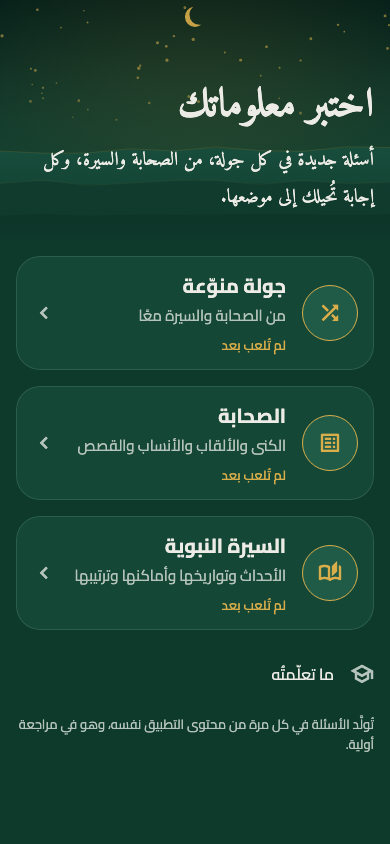 اختبر معلوماتك
أسئلة جديدة في كل جولة، من الصحابة والسيرة، وكل
إجابة تُحيلك إلى موضعها.
جولة منوّعة
من الصحابة والسيرة معًا
لم تُلعب بعد
الصحابة
الكنى والألقاب والأنساب والقصص
لم تُلعب بعد
السيرة النبوية
الأحداث وتواريخها وأماكنها وترتيبها
لم تُلعب بعد
ما تعلّمتُه
تُولَّد الأسئلة في كل مرة من محتوى التطبيق نفسه، وهو في مراجعة
أولية.